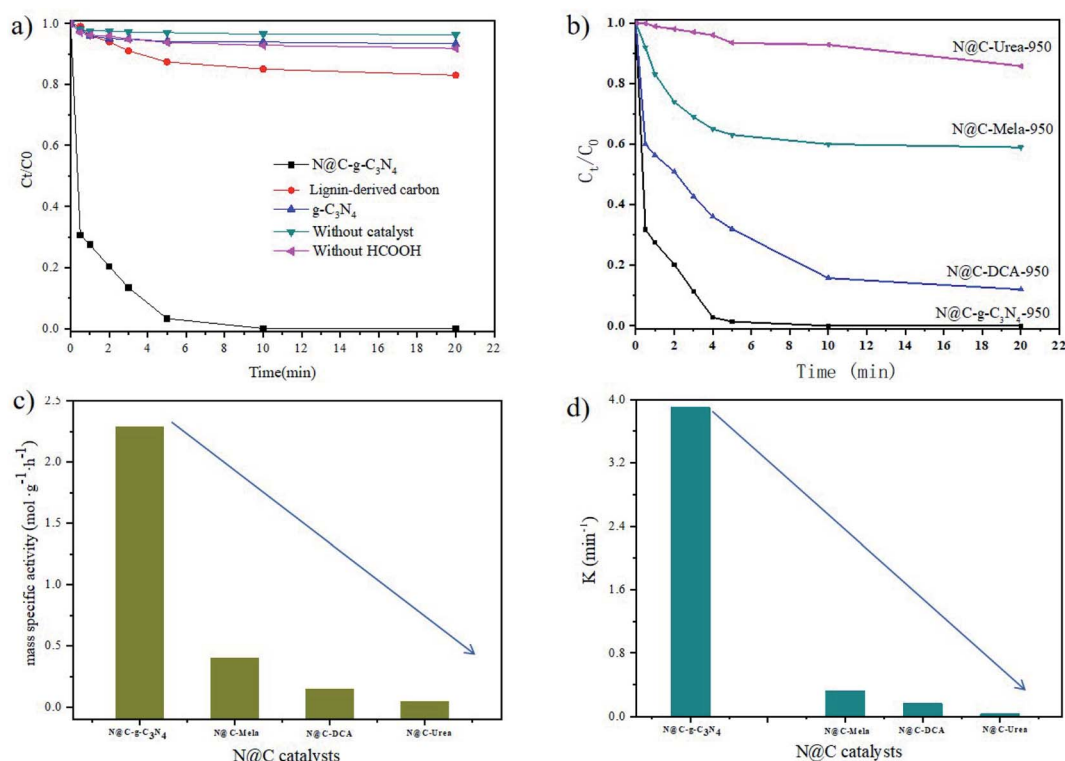 a)
1.0
0.8
0.6
0.4
0.2
0.0
Ct/C0
N@C-g-C₃N₄
Lignin-derived carbon
g-C₃N₄
Without catalyst
Without HCOOH
0 2 4 6 8 10 12 14 16 18 20 22
Time(min)
b)
1.0
0.8
0.6
0.4
0.2
0.0
Cₜ/C₀
N@C-Urea-950
N@C-Mela-950
N@C-DCA-950
N@C-g-C₃N₄-950
0 2 4 6 8 10 12 14 16 18 20 22
Time (min)
c)
2.5
2.0
1.5
1.0
0.5
0.0
mass specific activity (mol ·g⁻¹·h⁻¹)
N@C-g-C₃N₄ N@C-Mela N@C-DCA N@C-Urea
N@C catalysts
d)
4.0
3.2
2.4
1.6
0.8
0.0
K (min⁻¹)
N@C-g-C₃N₄ N@C-Mela N@C-DCA N@C-Urea
N@C catalysts